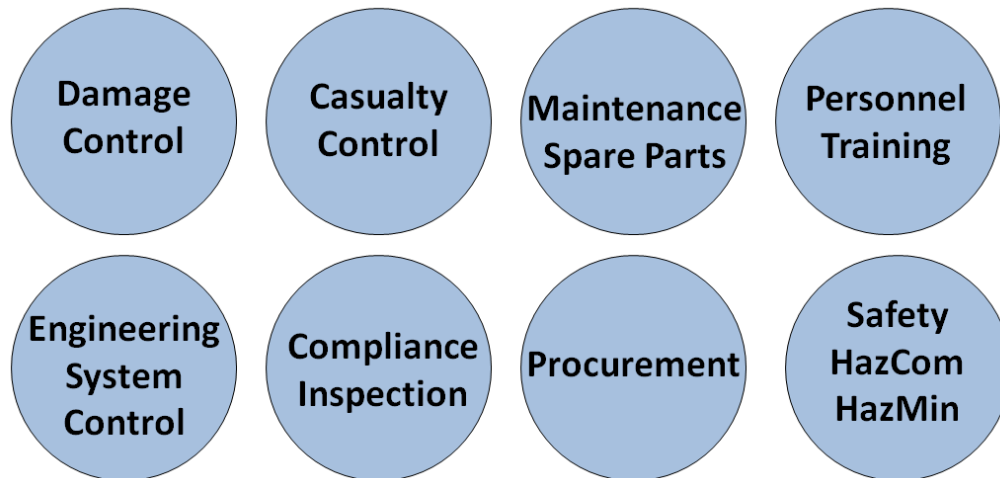 Damage
Control
Casualty
Control
Maintenance
Spare Parts
Personnel
Training
Engineering
System
Control
Compliance
Inspection
Procurement
Safety
HazCom
HazMin